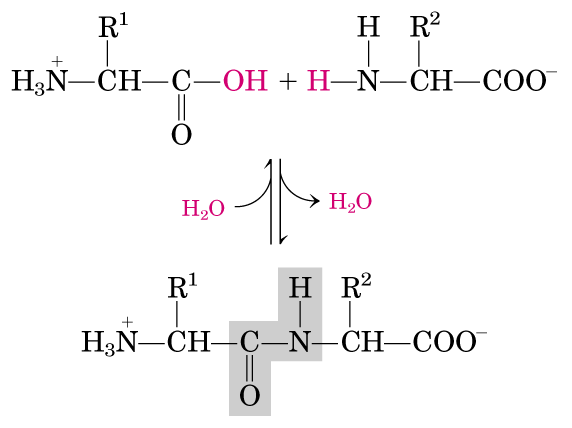 R¹ H R²
H₃N⁺—CH—C—OH + H—N—CH—COO⁻
O
H₂O H₂O
R¹ H R²
H₃N⁺—CH—C—N—CH—COO⁻
O